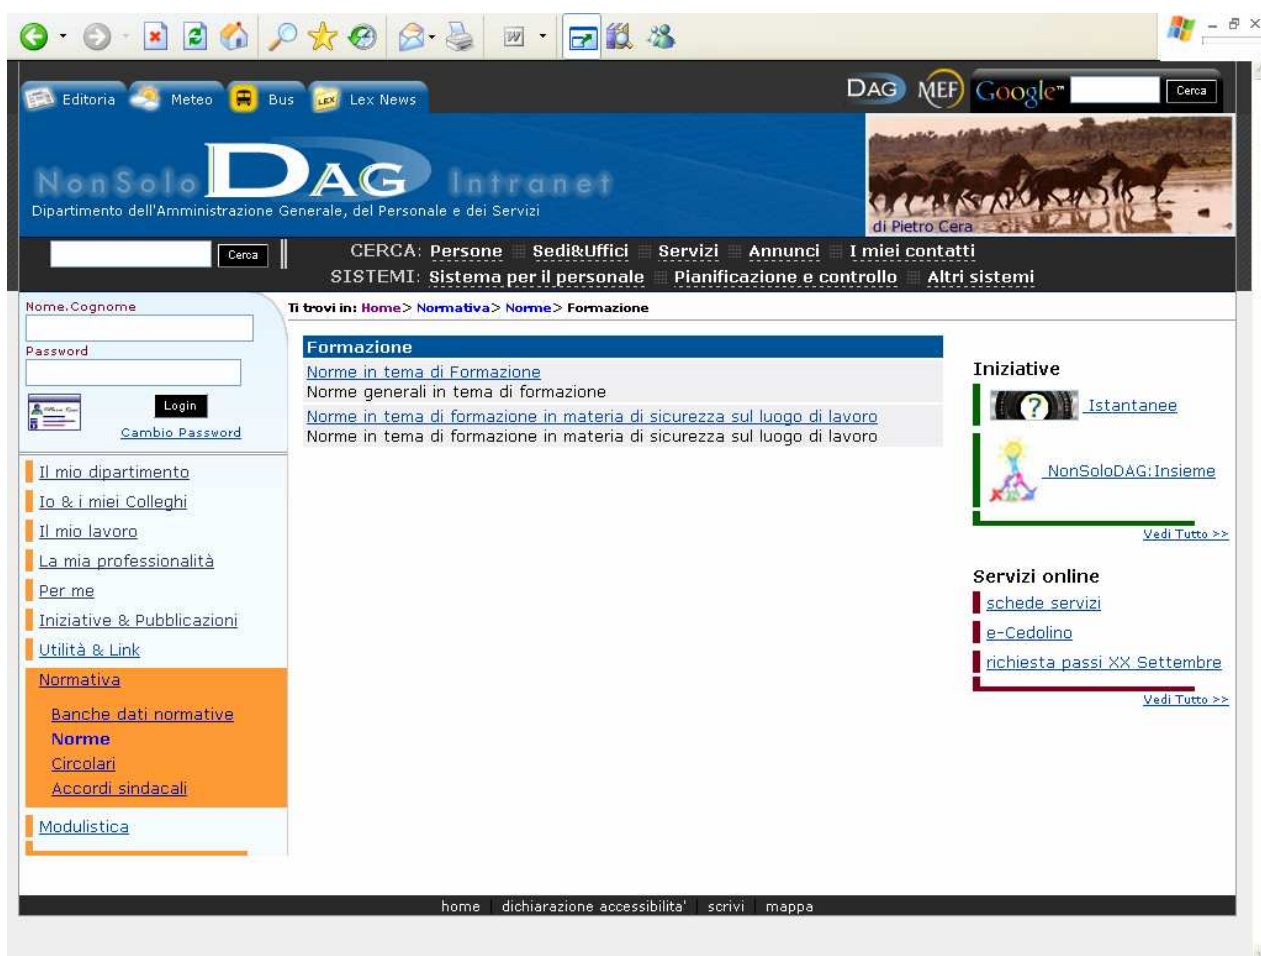 Editoria Meteo Bus LEX Lex News
DAG MEF Google™ Cerca
NonSolo DAG Intranet
Dipartimento dell'Amministrazione Generale, del Personale e dei Servizi
di Pietro Cera
Cerca
CERCA: Persone Sedi&Uffici Servizi Annunci I miei contatti
SISTEMI: Sistema per il personale Pianificazione e controllo Altri sistemi
Nome.Cognome
Password
Login
Cambio Password
Il mio dipartimento
Io & i miei Colleghi
Il mio lavoro
La mia professionalità
Per me
Iniziative & Pubblicazioni
Utilità & Link
Normativa
Banche dati normative
Norme
Circolari
Accordi sindacali
Modulistica
Ti trovi in: Home> Normativa> Norme> Formazione
Formazione
Norme in tema di Formazione
Norme generali in tema di formazione
Norme in tema di formazione in materia di sicurezza sul luogo di lavoro
Norme in tema di formazione in materia di sicurezza sul luogo di lavoro
Iniziative
? Istantanee
NonSoloDAG:Insieme
Vedi Tutto >>
Servizi online
schede servizi
e-Cedolino
richiesta passi XX Settembre
Vedi Tutto >>
home dichiarazione accessibilita' scrivi mappa